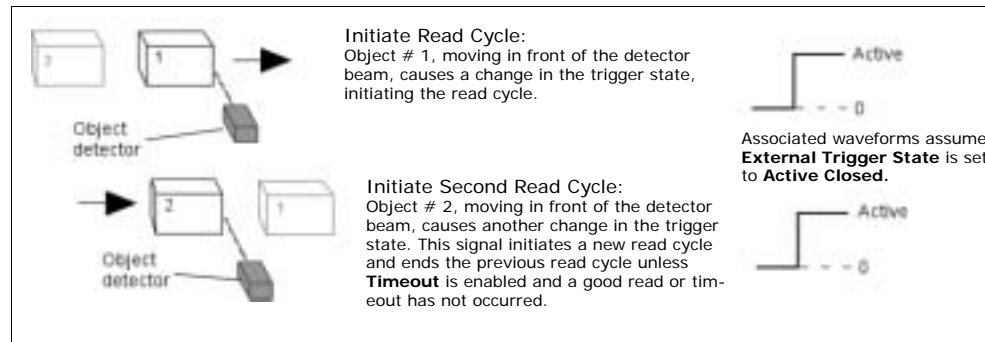 Initiate Read Cycle:
Object # 1, moving in front of the detector
beam, causes a change in the trigger state,
initiating the read cycle.
1
Object
detector
Active
0
Associated waveforms assume
External Trigger State is set
to Active Closed.
Initiate Second Read Cycle:
Object # 2, moving in front of the detector
beam, causes another change in the trigger
state. This signal initiates a new read cycle
and ends the previous read cycle unless
Timeout is enabled and a good read or tim-
eout has not occurred.
2
1
Object
detector
Active
0